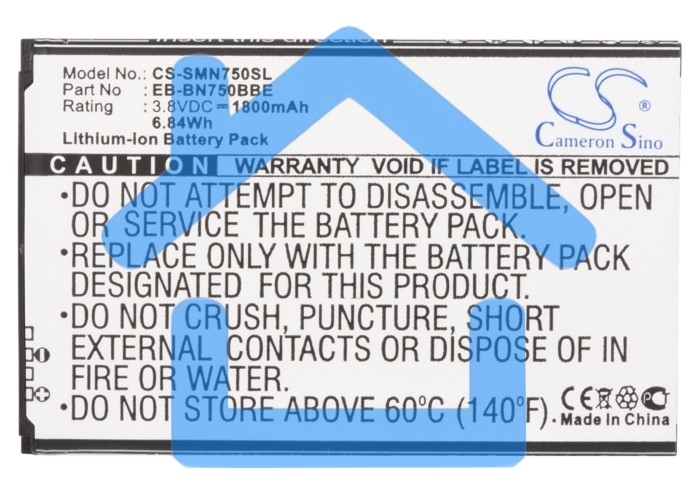 Model No.: CS-SMN750SL
Part No : EB-BN750BBE
Rating : 3.8VDC⎓1800mAh
6.84Wh
Lithium-ion Battery Pack
CS®
Cameron Sino
CAUTION WARRANTY VOID IF LABEL IS REMOVED
•DO NOT ATTEMPT TO DISASSEMBLE, OPEN
OR SERVICE THE BATTERY PACK.
•REPLACE ONLY WITH THE BATTERY PACK
DESIGNATED FOR THIS PRODUCT.
•DO NOT CRUSH, PUNCTURE, SHORT
EXTERNAL CONTACTS OR DISPOSE OF IN
FIRE OR WATER.
•DO NOT STORE ABOVE 60°C (140°F).
CE
Made In China